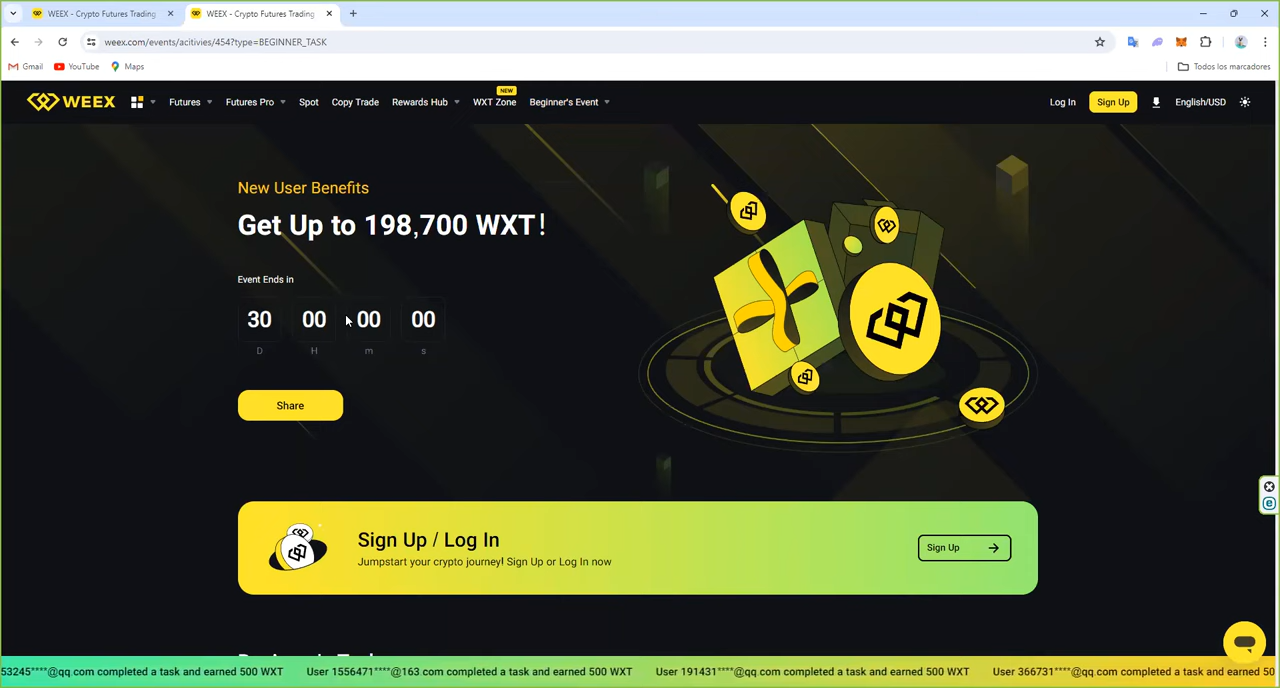 WEEX - Crypto Futures Trading
WEEX - Crypto Futures Trading
weex.com/events/acitivies/454?type=BEGINNER_TASK
Gmail
YouTube
Maps
Todos los marcadores
WEEX
Futures
Futures Pro
Spot
Copy Trade
Rewards Hub
NEW
WXT Zone
Beginner's Event
Log In
Sign Up
English/USD
New User Benefits
Get Up to 198,700 WXT!
Event Ends in
30 00 00 00
D H m s
Share
Sign Up / Log In
Jumpstart your crypto journey! Sign Up or Log In now
Sign Up
53245****@qq.com completed a task and earned 500 WXT User 1556471****@163.com completed a task and earned 500 WXT User 191431****@qq.com completed a task and earned 500 WXT User 366731****@qq.com completed a task and earned 50